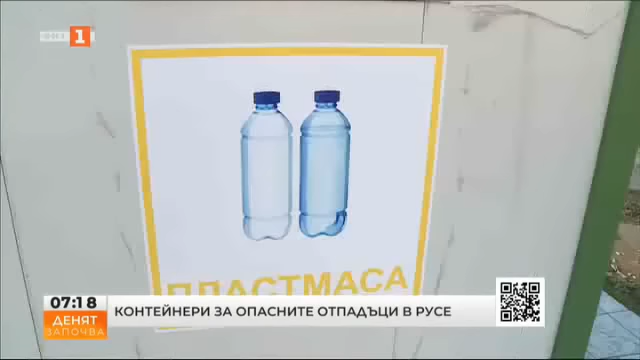 БНТ 1
ПЛАСТМАСА
07:18
КОНТЕЙНЕРИ ЗА ОПАСНИТЕ ОТПАДЪЦИ В РУСЕ
ДЕНЯТ
ЗАПОЧВА